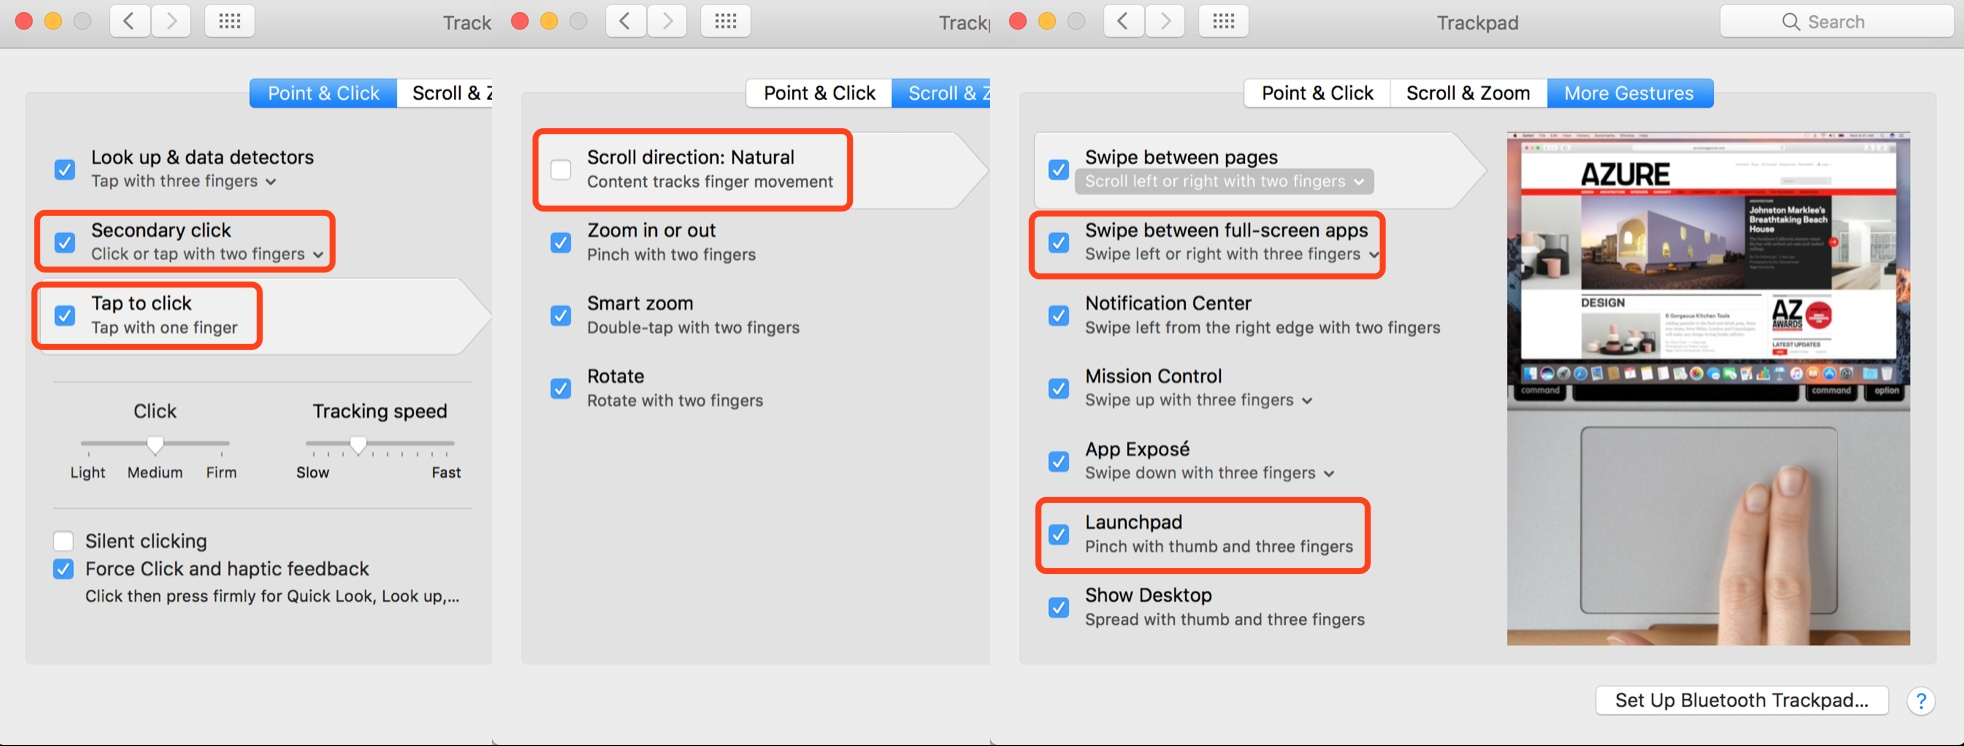 Track
Point & Click
Scroll & Z
Look up & data detectors
Tap with three fingers
Secondary click
Click or tap with two fingers
Tap to click
Tap with one finger
Click
Tracking speed
Light Medium Firm
Slow Fast
Silent clicking
Force Click and haptic feedback
Click then press firmly for Quick Look, Look up,...
Track
Point & Click
Scroll & Z
Scroll direction: Natural
Content tracks finger movement
Zoom in or out
Pinch with two fingers
Smart zoom
Double-tap with two fingers
Rotate
Rotate with two fingers
Trackpad
Search
Point & Click
Scroll & Zoom
More Gestures
Swipe between pages
Scroll left or right with two fingers
Swipe between full-screen apps
Swipe left or right with three fingers
Notification Center
Swipe left from the right edge with two fingers
Mission Control
Swipe up with three fingers
App Exposé
Swipe down with three fingers
Launchpad
Pinch with thumb and three fingers
Show Desktop
Spread with thumb and three fingers
AZURE
Johnston Marklee's
Breathtaking Beach
House
DESIGN
6 Gorgeous Kitchen Tools
AZ
AWARDS
LATEST UPDATES
command
command
option
Set Up Bluetooth Trackpad...
?